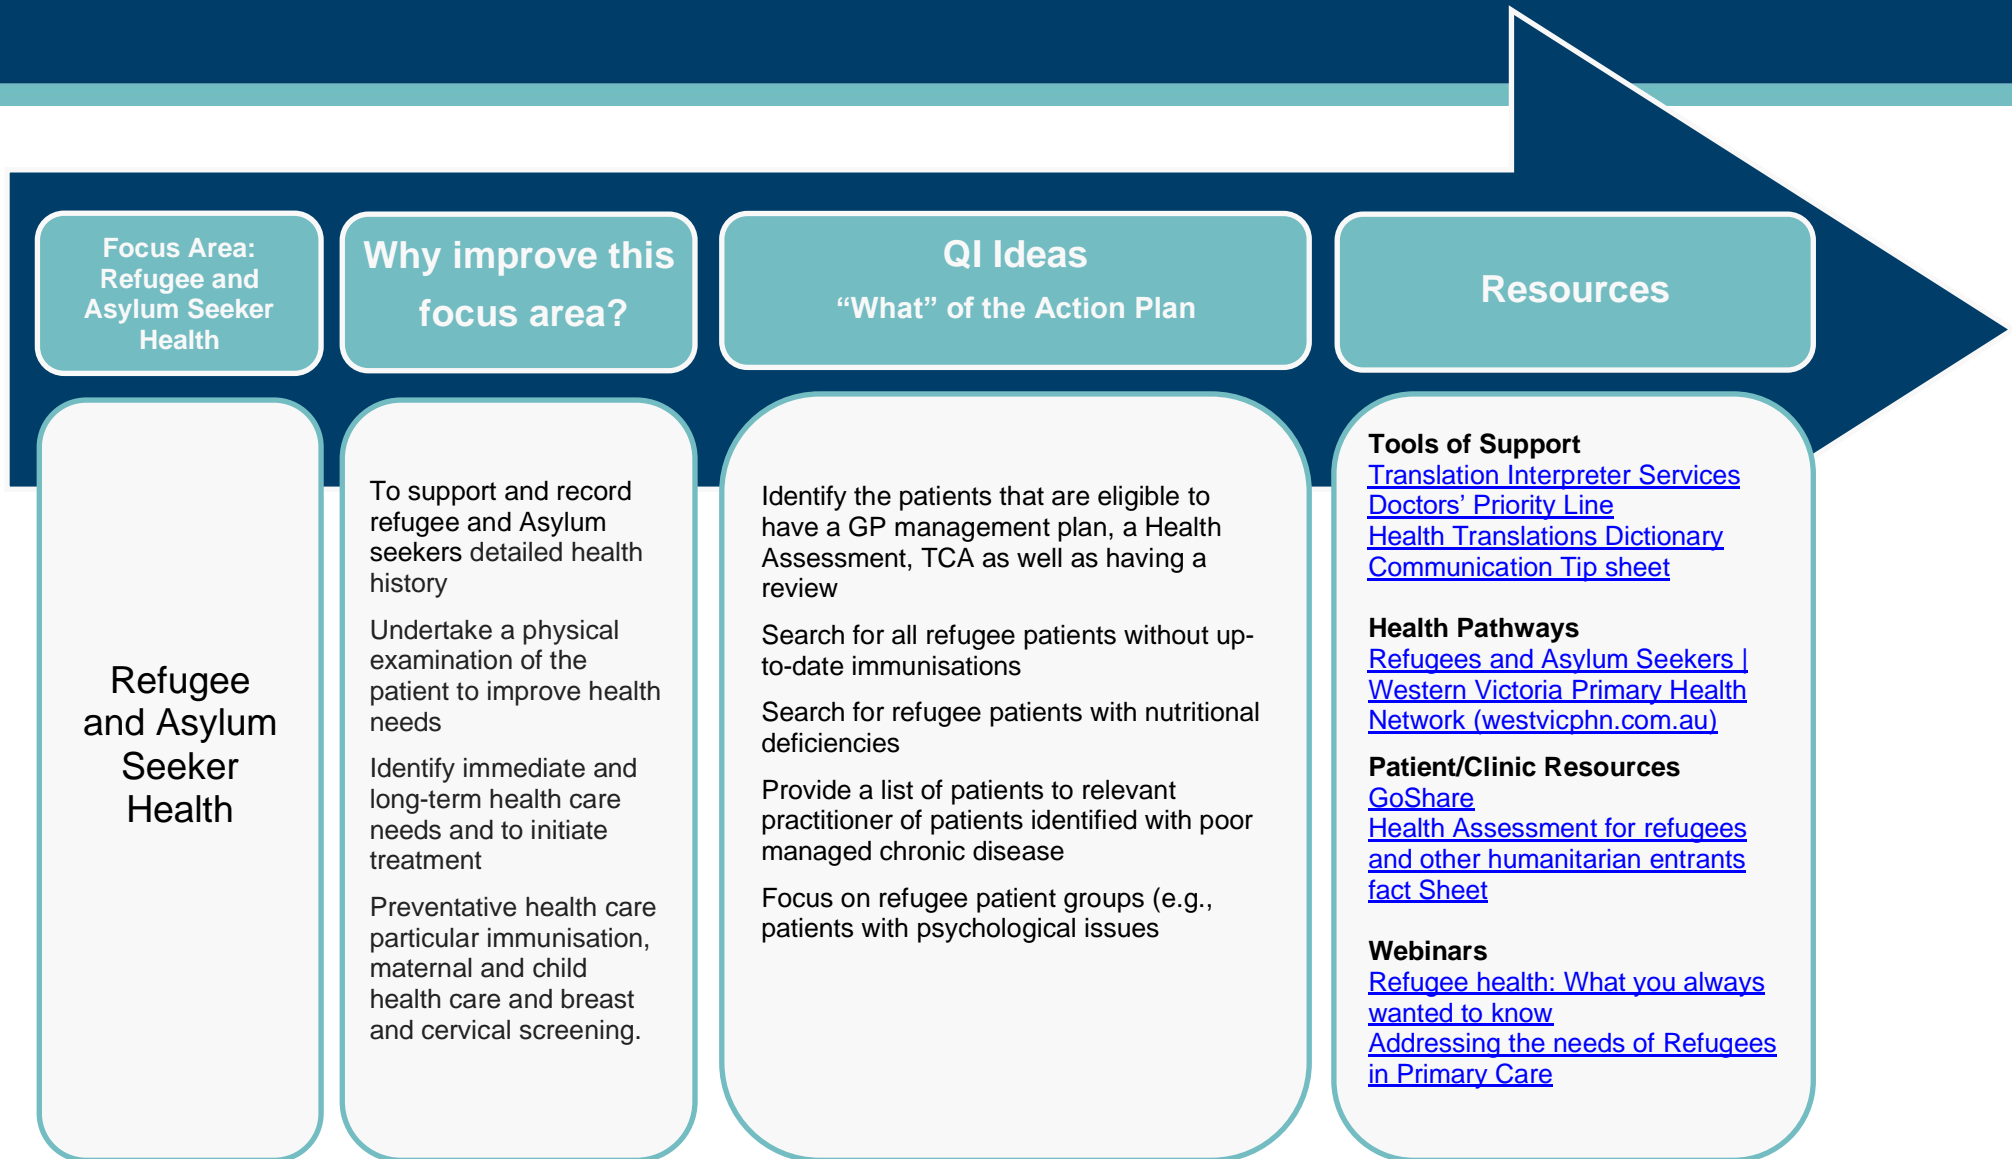 Focus Area:
Refugee and
Asylum Seeker
Health
Why improve this
focus area?
QI Ideas
“What” of the Action Plan
Resources
Refugee
and Asylum
Seeker
Health
To support and record
refugee and Asylum
seekers detailed health
history
Undertake a physical
examination of the
patient to improve health
needs
Identify immediate and
long-term health care
needs and to initiate
treatment
Preventative health care
particular immunisation,
maternal and child
health care and breast
and cervical screening.
Identify the patients that are eligible to
have a GP management plan, a Health
Assessment, TCA as well as having a
review
Search for all refugee patients without up-
to-date immunisations
Search for refugee patients with nutritional
deficiencies
Provide a list of patients to relevant
practitioner of patients identified with poor
managed chronic disease
Focus on refugee patient groups (e.g.,
patients with psychological issues
Tools of Support
Translation Interpreter Services
Doctors’ Priority Line
Health Translations Dictionary
Communication Tip sheet
Health Pathways
Refugees and Asylum Seekers |
Western Victoria Primary Health
Network (westvicphn.com.au)
Patient/Clinic Resources
GoShare
Health Assessment for refugees
and other humanitarian entrants
fact Sheet
Webinars
Refugee health: What you always
wanted to know
Addressing the needs of Refugees
in Primary Care